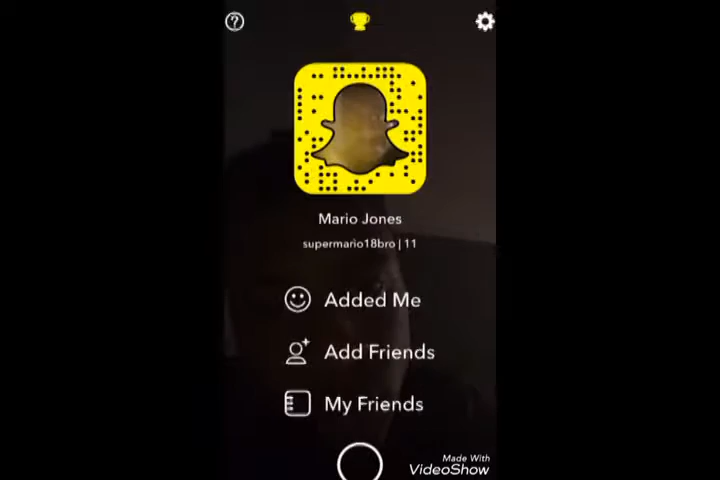 Mario Jones
supermario18bro | 11
Added Me
Add Friends
My Friends
Made With
VideoShow